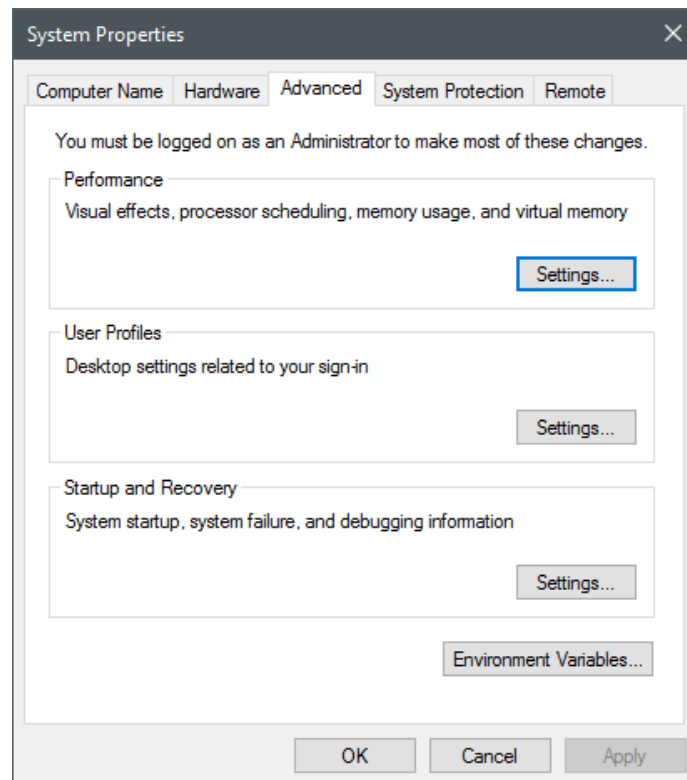 System Properties
Computer Name Hardware Advanced System Protection Remote
You must be logged on as an Administrator to make most of these changes.
Performance
Visual effects, processor scheduling, memory usage, and virtual memory
Settings...
User Profiles
Desktop settings related to your sign-in
Settings...
Startup and Recovery
System startup, system failure, and debugging information
Settings...
Environment Variables...
OK Cancel Apply